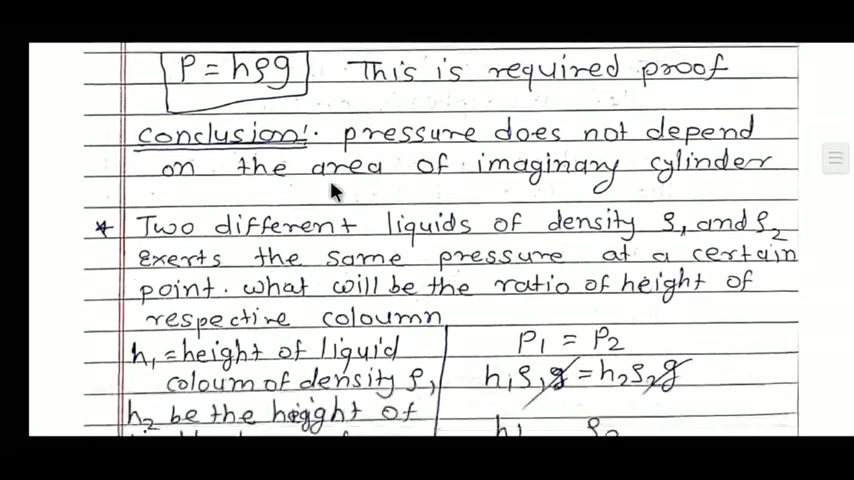 P = hρg This is required proof
conclusion:. pressure does not depend
on the area of imaginary cylinder
* Two different liquids of density ρ₁ and ρ₂
exerts the same pressure at a certain
point. what will be the ratio of height of
respective coloumn
h₁ = height of liquid
coloum of density ρ₁
h₂ be the height of
P₁ = P₂
h₁ρ₁g = h₂ρ₂g
h₁ ρ₂